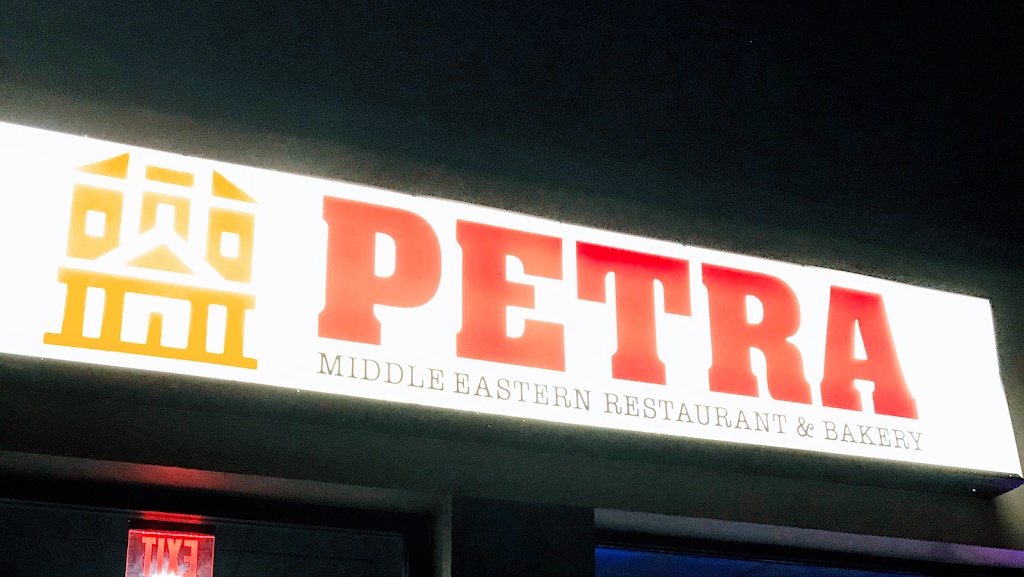 PETRA
MIDDLE EASTERN RESTAURANT & BAKERY
EXIT